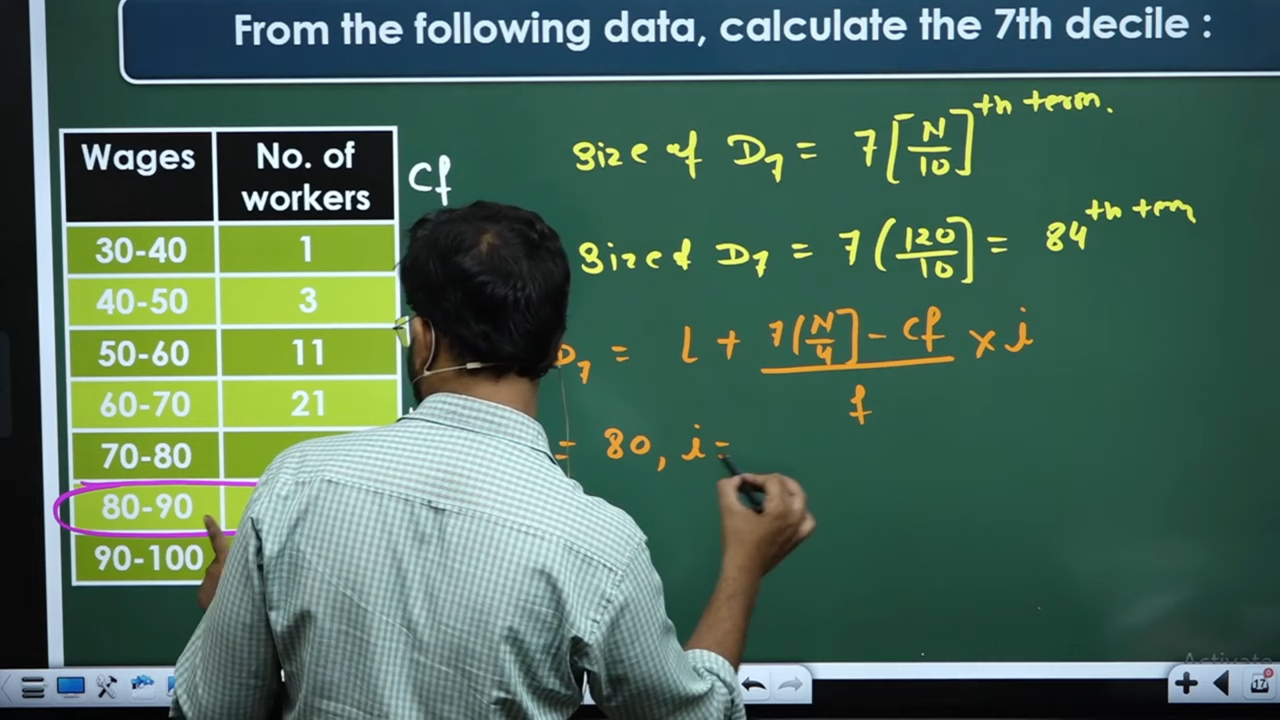 From the following data, calculate the 7th decile :
Wages No. of workers Cf
30-40 1
40-50 3
50-60 11
60-70 21
70-80
80-90
90-100
Size of D7 = 7[N/10]th term.
Size of D7 = 7(120/10] = 84th term
D7 = l + 7(N/4] - Cf / f × i
= 80, i =
17